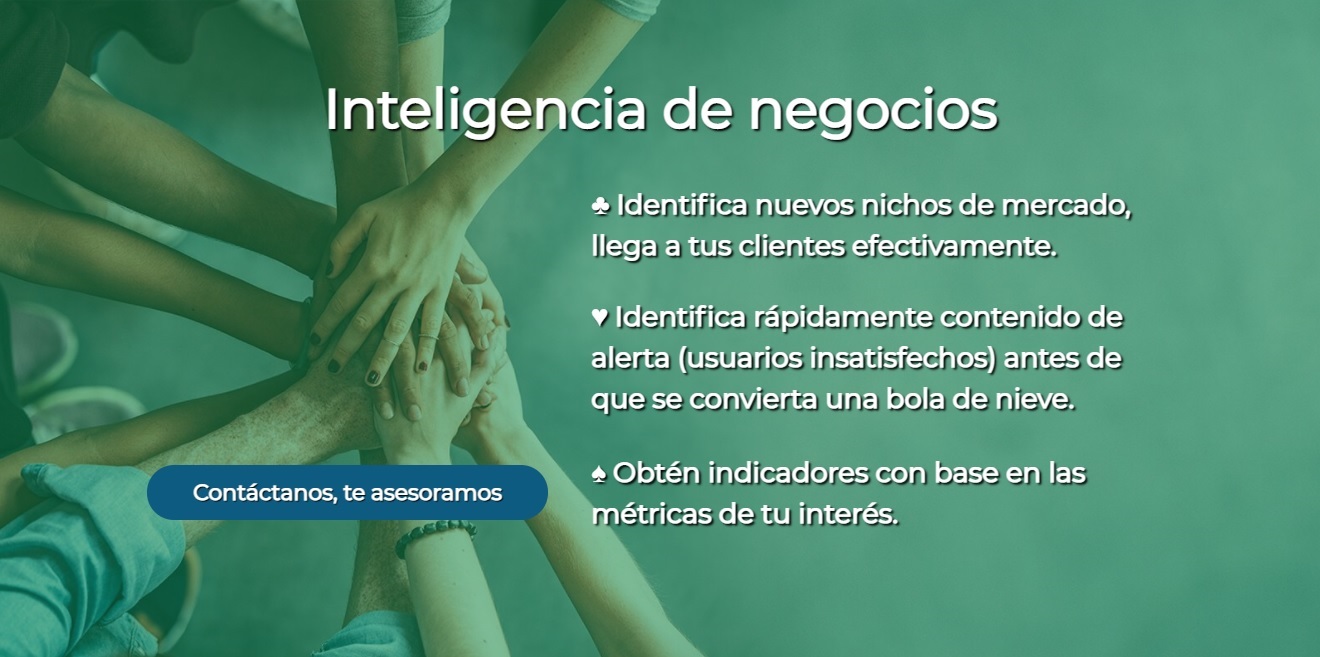 Inteligencia de negocios
♣ Identifica nuevos nichos de mercado,
llega a tus clientes efectivamente.
♥ Identifica rápidamente contenido de
alerta (usuarios insatisfechos) antes de
que se convierta una bola de nieve.
♠ Obtén indicadores con base en las
métricas de tu interés.
Contáctanos, te asesoramos